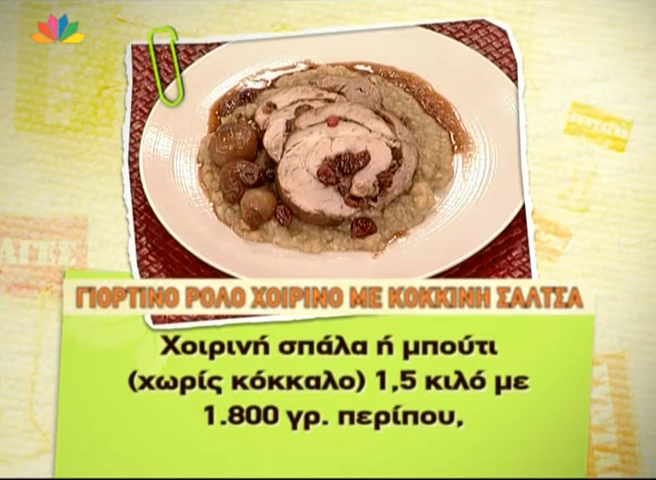 ΓΙΟΡΤΙΝΟ ΡΟΛΟ ΧΟΙΡΙΝΟ ΜΕ ΚΟΚΚΙΝΗ ΣΑΛΤΣΑ
Χοιρινή σπάλα ή μπούτι
(χωρίς κόκκαλο) 1,5 κιλό με
1.800 γρ. περίπου,